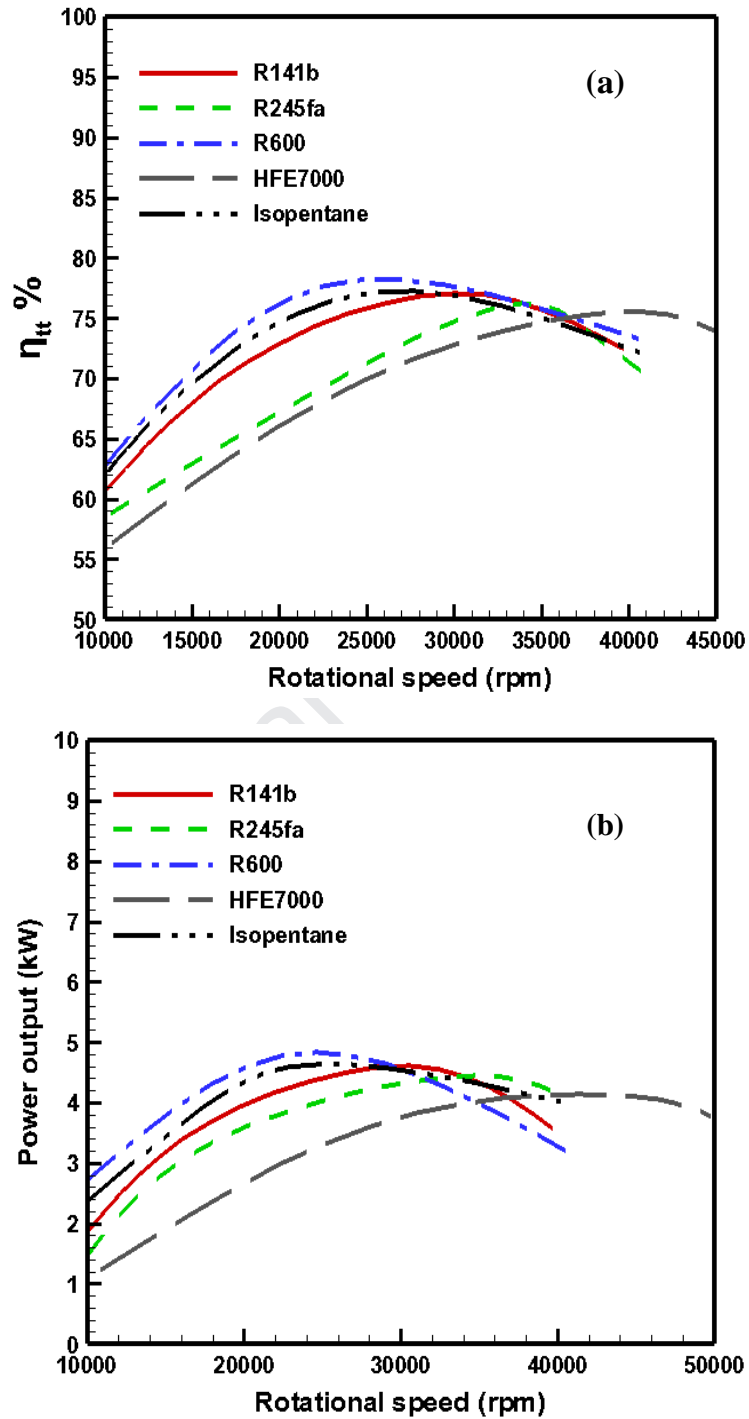 100
95
90
85
80
75
70
65
60
55
50
η_tt %
R141b
R245fa
R600
HFE7000
Isopentane
(a)
10000 15000 20000 25000 30000 35000 40000 45000
Rotational speed (rpm)
10
9
8
7
6
5
4
3
2
1
0
Power output (kW)
R141b
R245fa
R600
HFE7000
Isopentane
(b)
10000 20000 30000 40000 50000
Rotational speed (rpm)